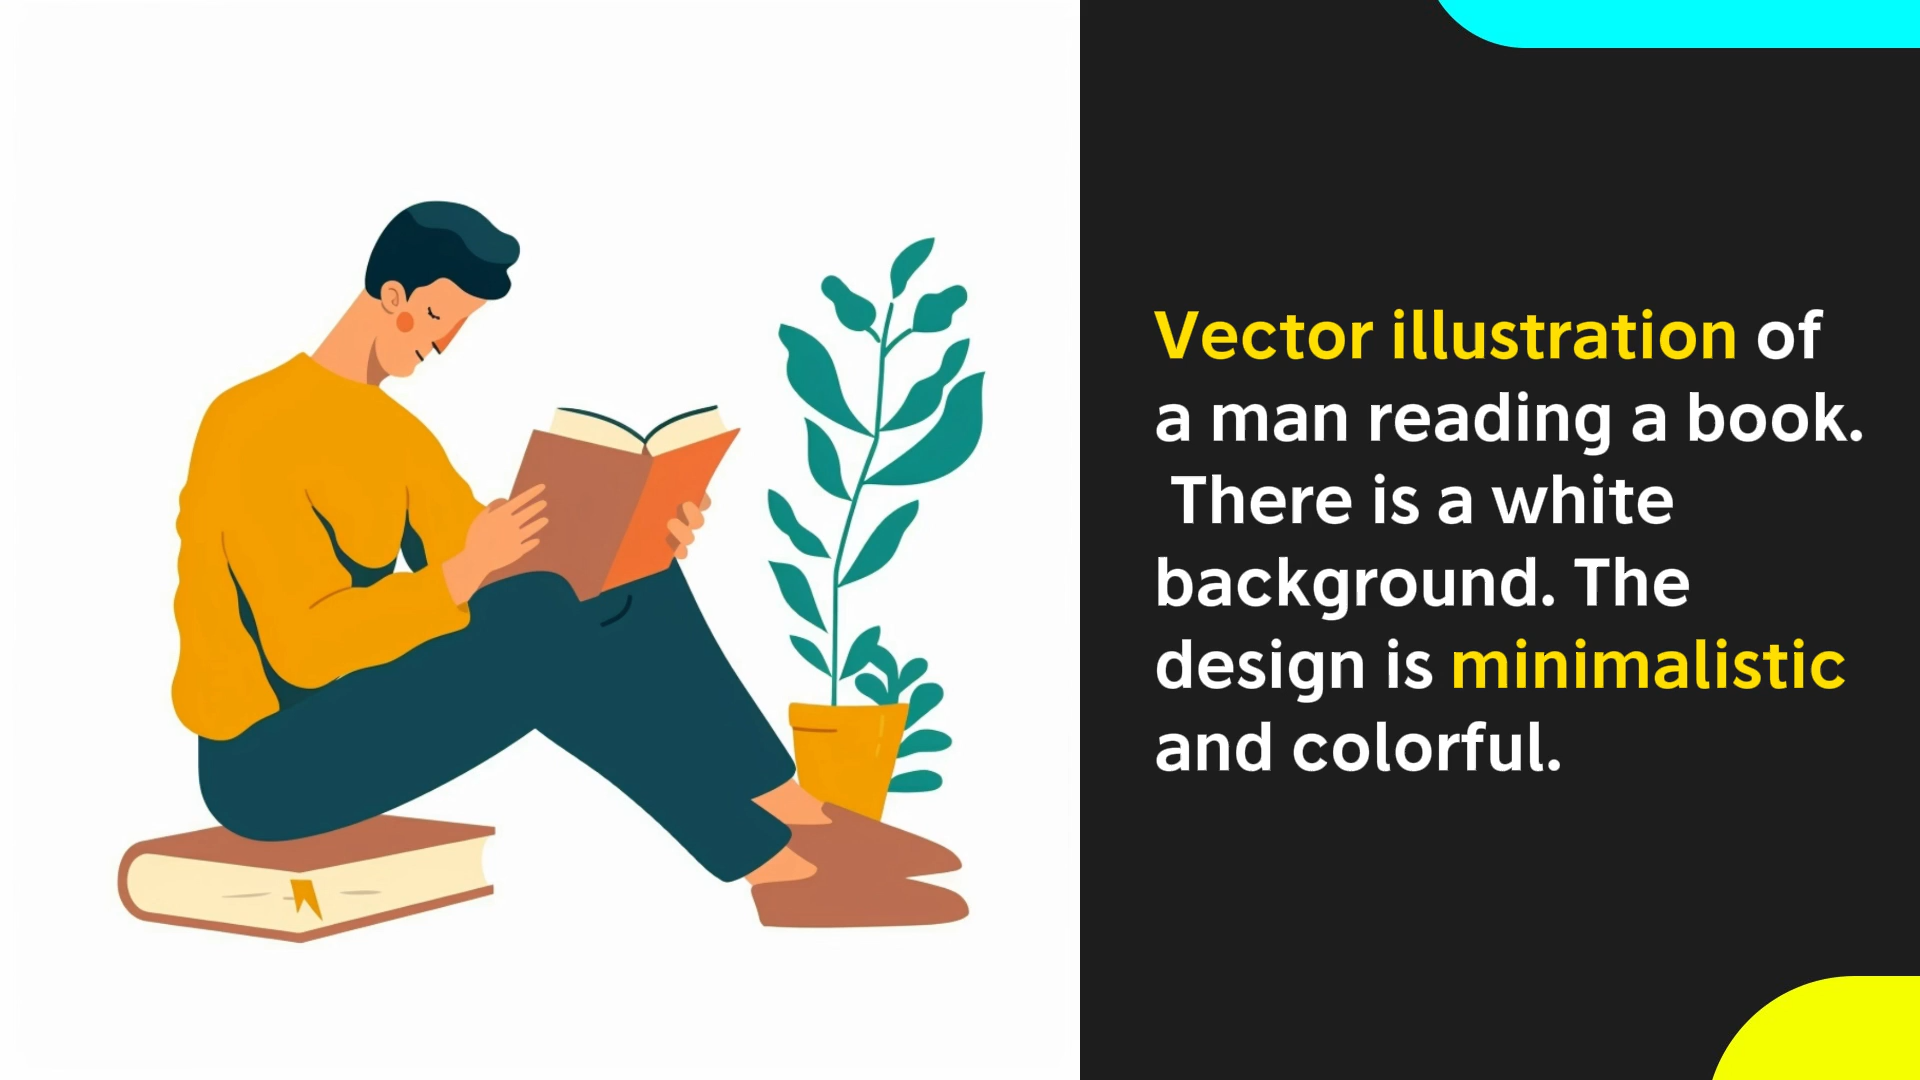 Vector illustration of
a man reading a book.
There is a white
background. The
design is minimalistic
and colorful.